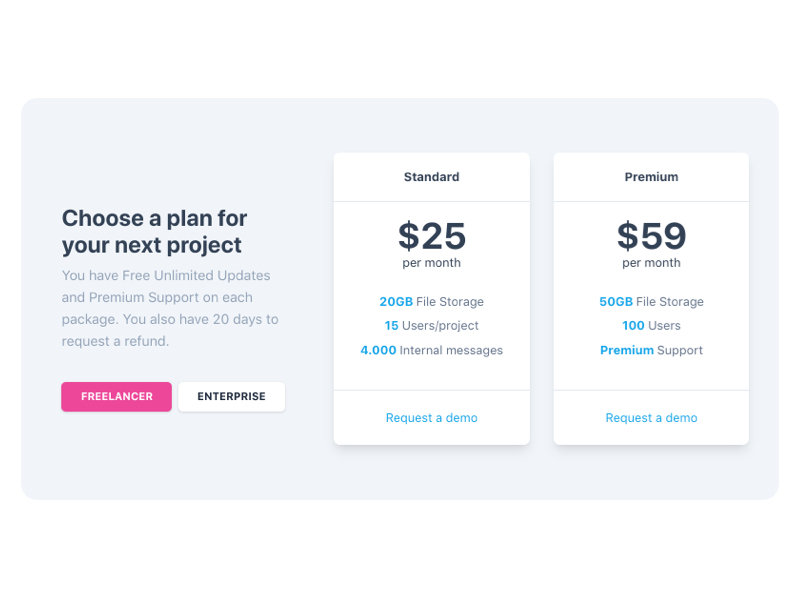 Choose a plan for
your next project
You have Free Unlimited Updates
and Premium Support on each
package. You also have 20 days to
request a refund.
FREELANCER
ENTERPRISE
Standard
$25
per month
20GB File Storage
15 Users/project
4.000 Internal messages
Request a demo
Premium
$59
per month
50GB File Storage
100 Users
Premium Support
Request a demo